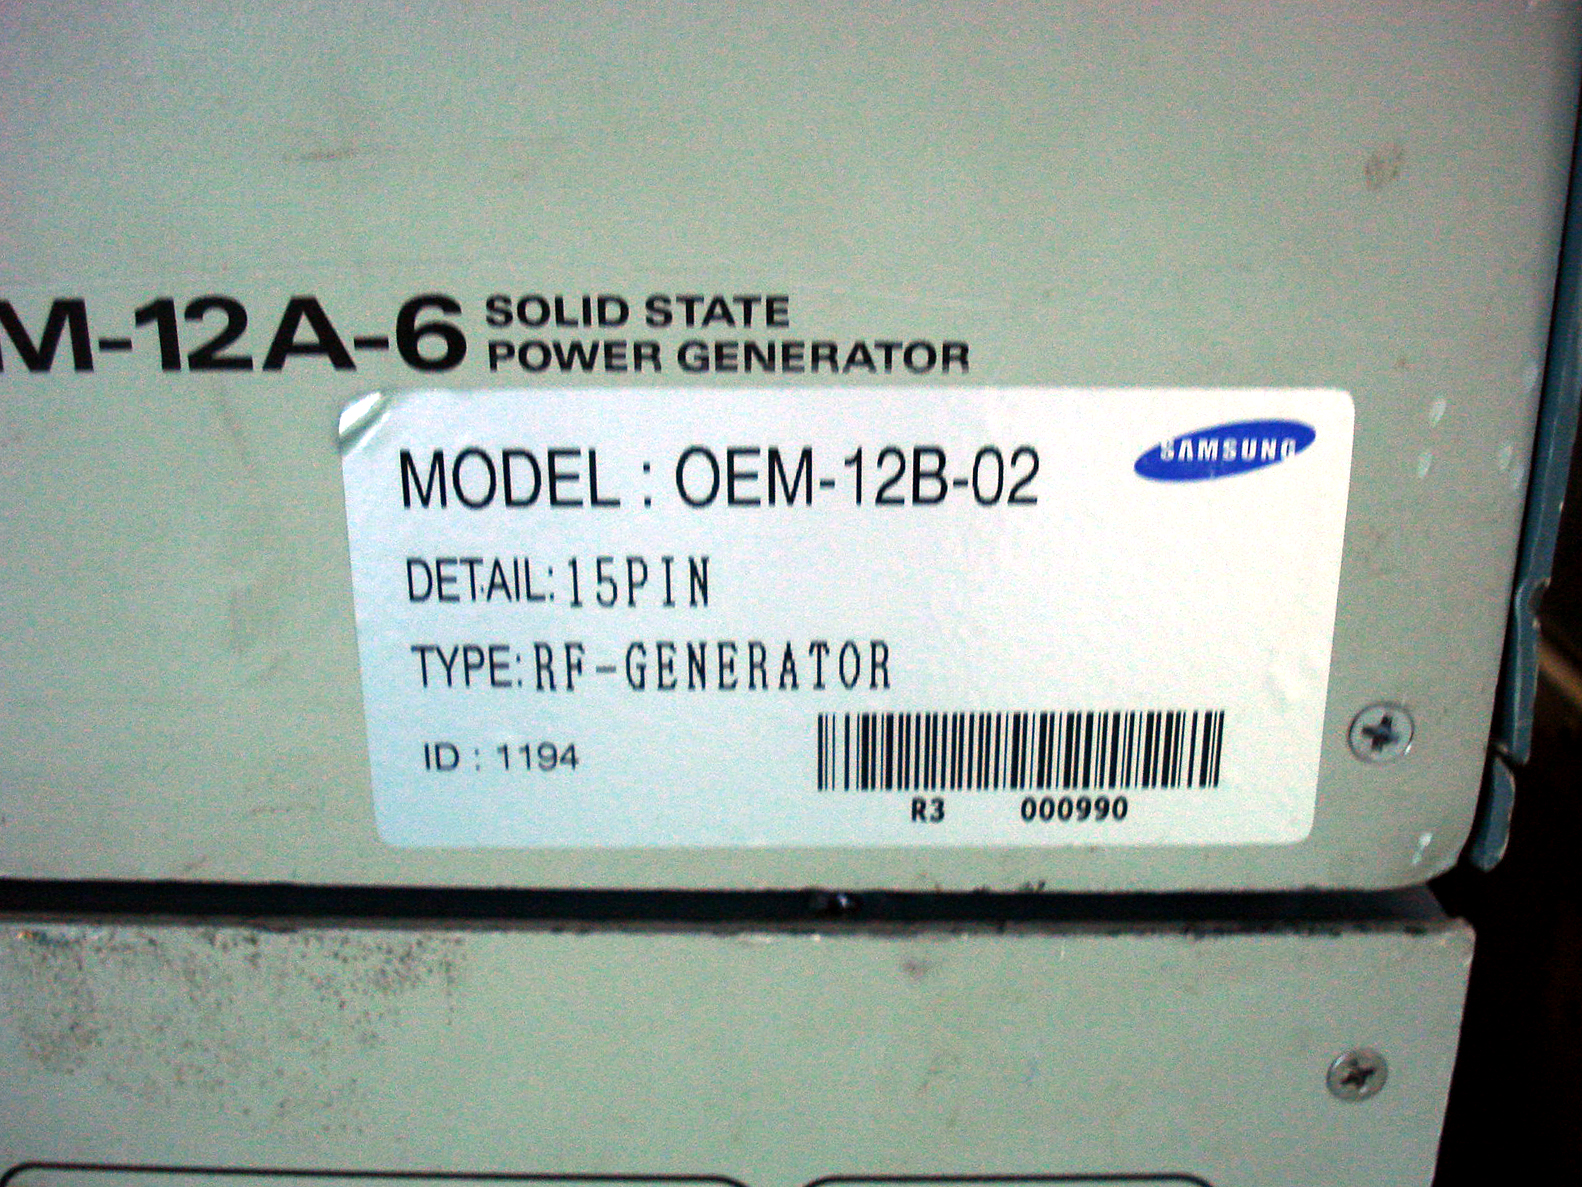 M-12A-6 SOLID STATE
POWER GENERATOR
MODEL : OEM-12B-02
SAMSUNG
DETAIL:15PIN
TYPE:RF-GENERATOR
ID : 1194
R3 000990